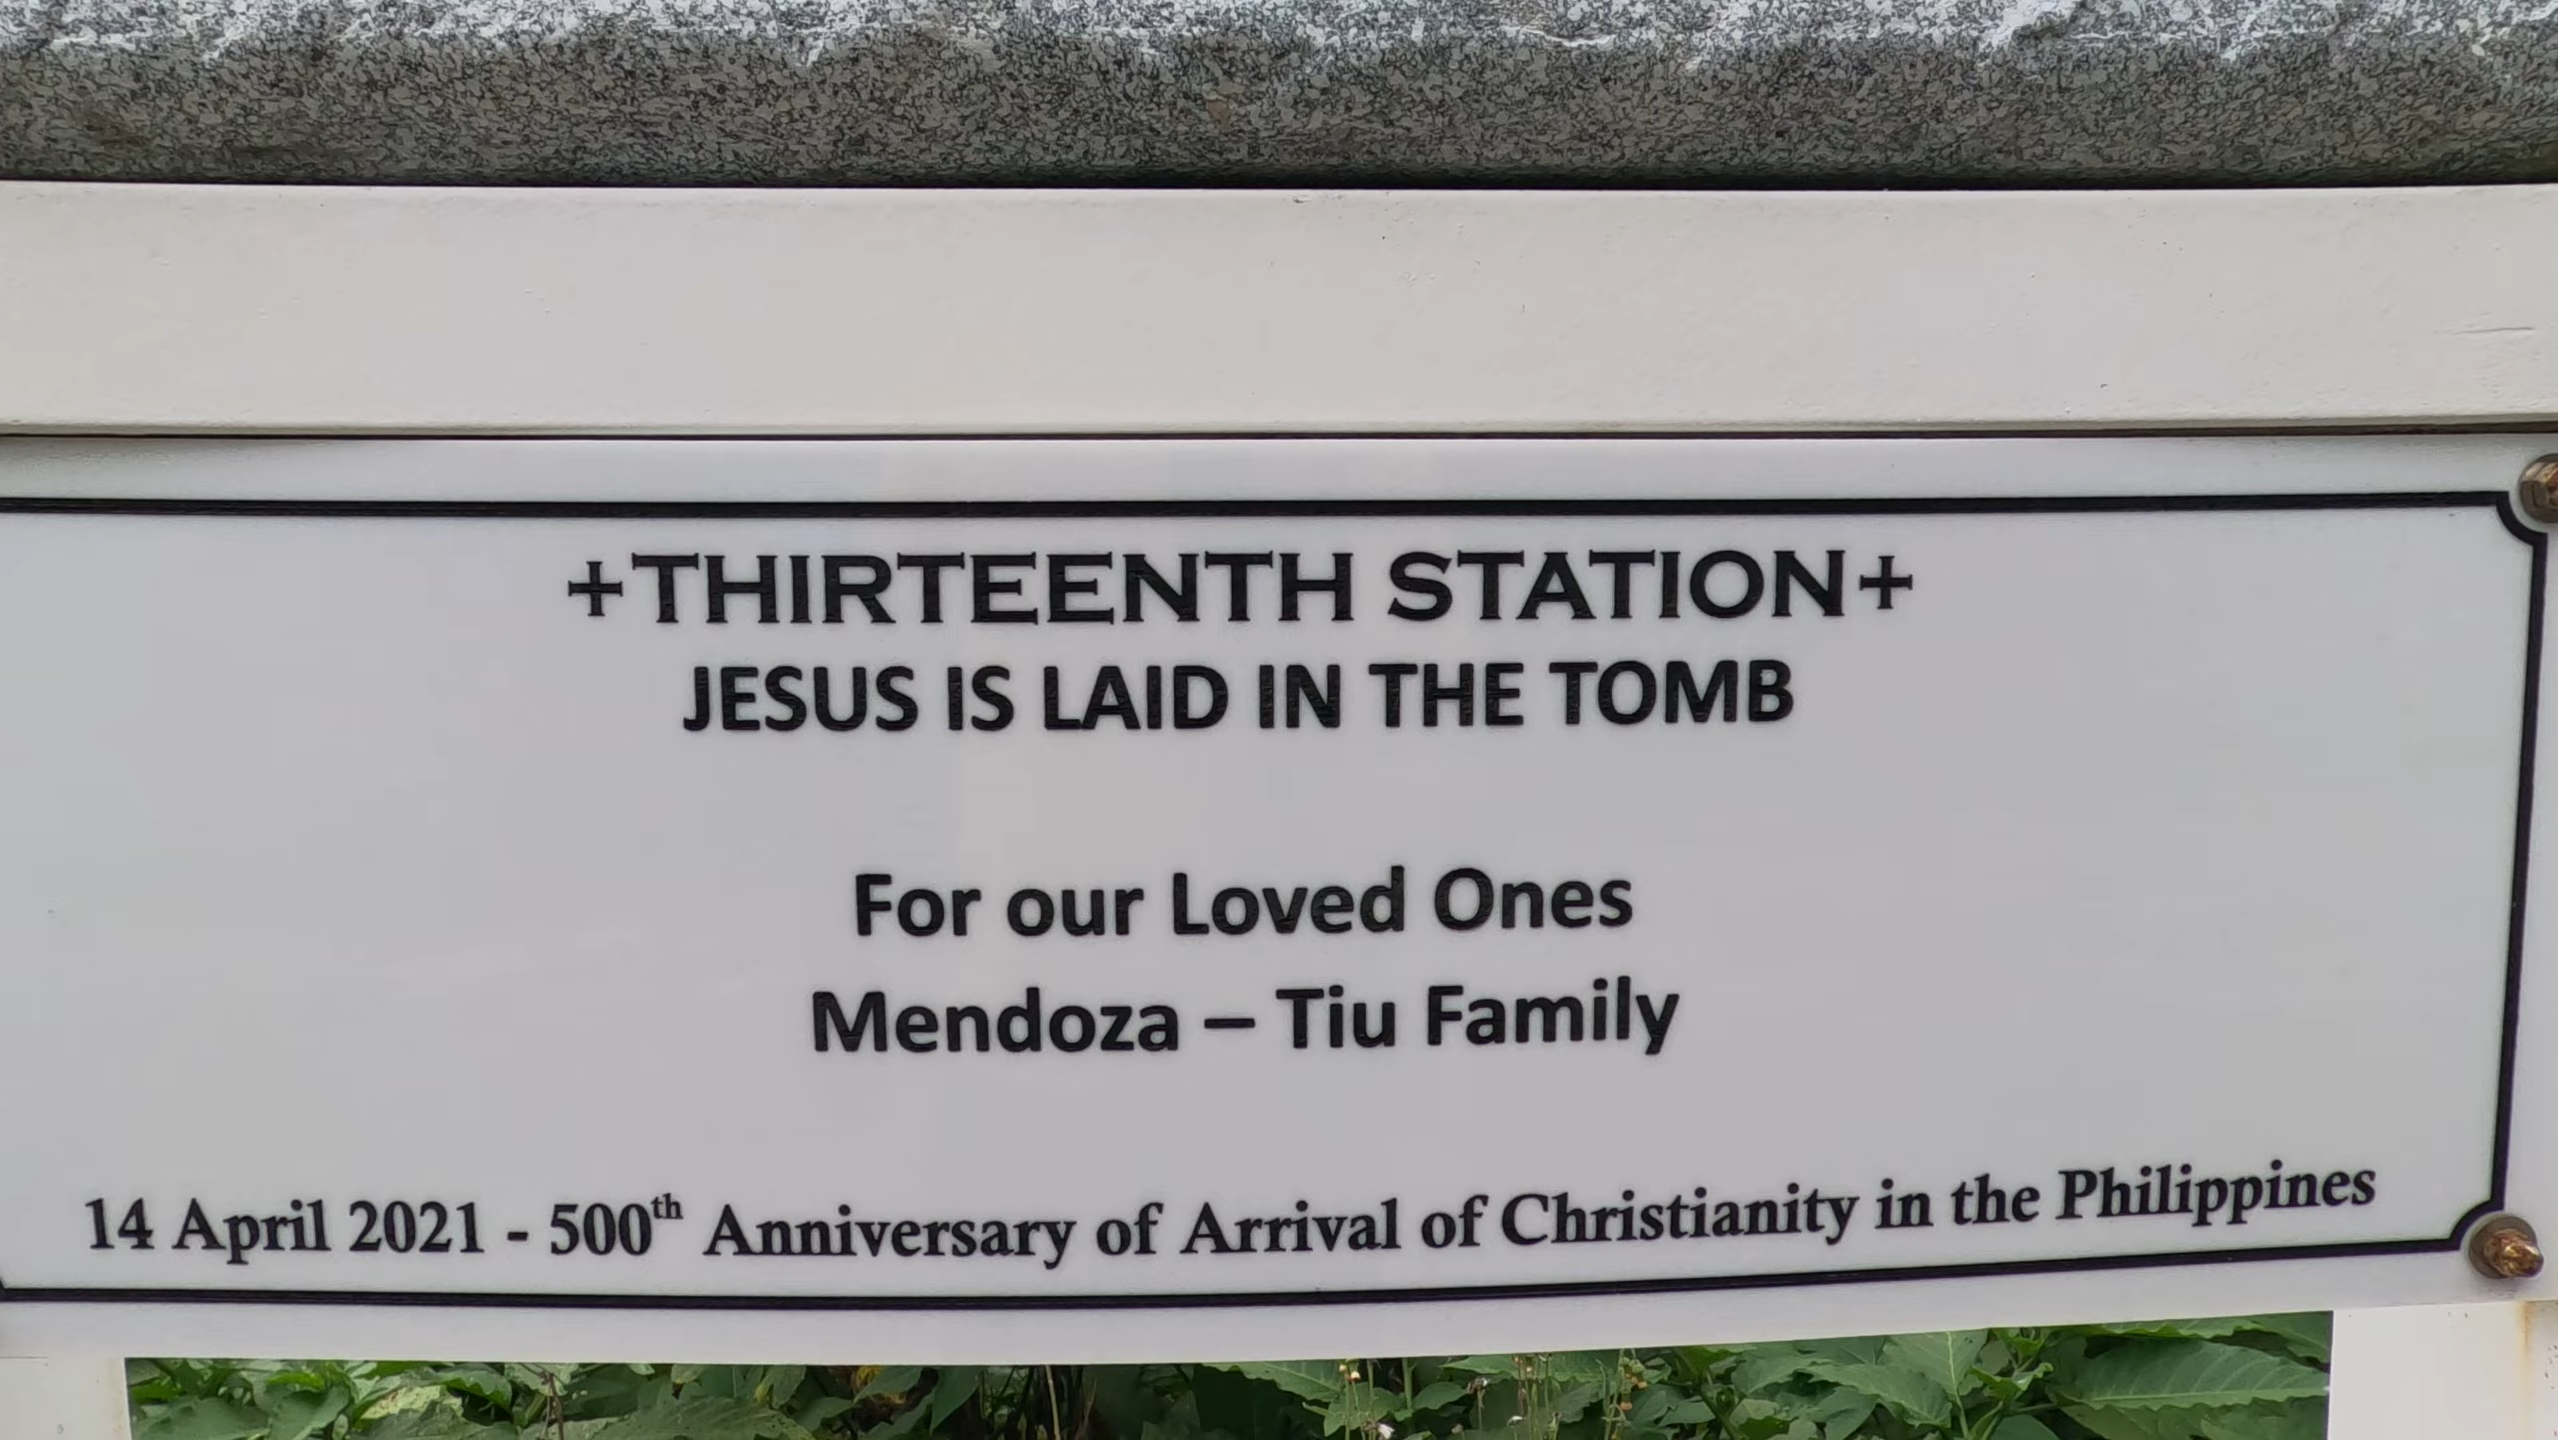 +THIRTEENTH STATION+
JESUS IS LAID IN THE TOMB
For our Loved Ones
Mendoza – Tiu Family
14 April 2021 - 500th Anniversary of Arrival of Christianity in the Philippines